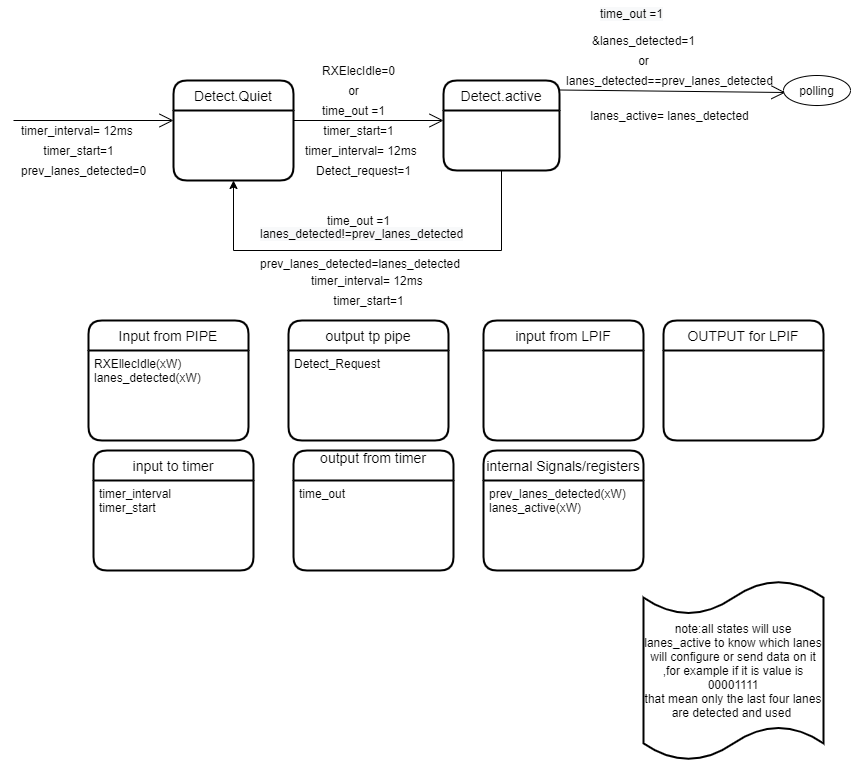 time_out =1
&lanes_detected=1
or
lanes_detected==prev_lanes_detected
polling
lanes_active= lanes_detected
RXElecIdle=0
or
time_out =1
timer_start=1
timer_interval= 12ms
Detect_request=1
Detect.Quiet
Detect.active
timer_interval= 12ms
timer_start=1
prev_lanes_detected=0
time_out =1
lanes_detected!=prev_lanes_detected
prev_lanes_detected=lanes_detected
timer_interval= 12ms
timer_start=1
Input from PIPE
RXEllecIdle(xW)
lanes_detected(xW)
output tp pipe
Detect_Request
input from LPIF
OUTPUT for LPIF
input to timer
timer_interval
timer_start
output from timer
time_out
internal Signals/registers
prev_lanes_detected(xW)
lanes_active(xW)
note:all states will use
lanes_active to know which lanes
will configure or send data on it
,for example if it is value is
00001111
that mean only the last four lanes
are detected and used